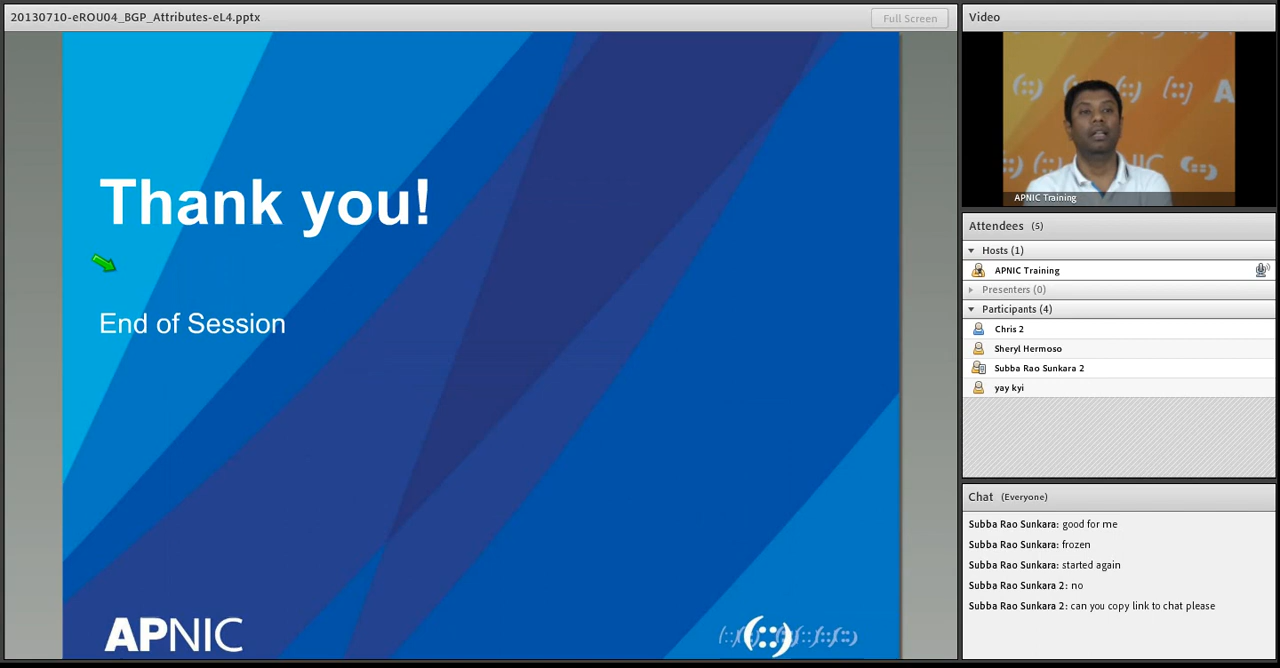 20130710-eROU04_BGP_Attributes-eL4.pptx
Full Screen
Thank you!
End of Session
APNIC
(::)
Video
(::)
(::)
A
NIC
APNIC Training
Attendees (5)
Hosts (1)
APNIC Training
Presenters (0)
Participants (4)
Chris 2
Sheryl Hermoso
Subba Rao Sunkara 2
yay kyi
Chat (Everyone)
Subba Rao Sunkara: good for me
Subba Rao Sunkara: frozen
Subba Rao Sunkara: started again
Subba Rao Sunkara 2: no
Subba Rao Sunkara 2: can you copy link to chat please